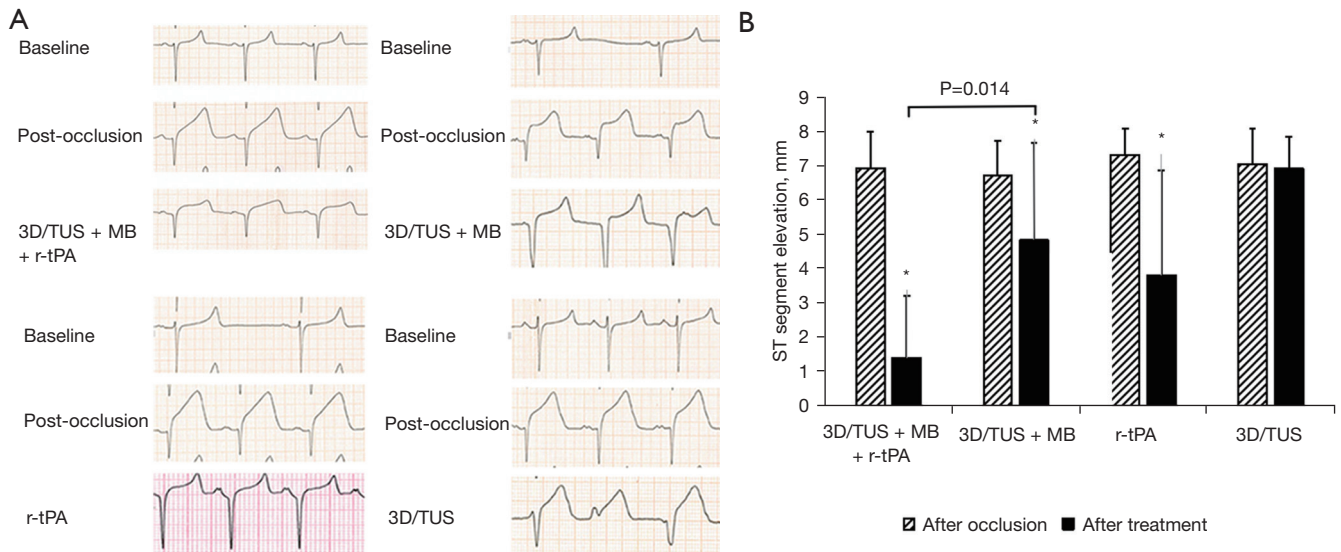 A
Baseline
Post-occlusion
3D/TUS + MB
+ r-tPA
Baseline
Post-occlusion
3D/TUS + MB
Baseline
Post-occlusion
r-tPA
Baseline
Post-occlusion
3D/TUS
B
P=0.014
*
*
*
ST segment elevation, mm
9
8
7
6
5
4
3
2
1
0
3D/TUS + MB
+ r-tPA
3D/TUS + MB
r-tPA
3D/TUS
After occlusion
After treatment